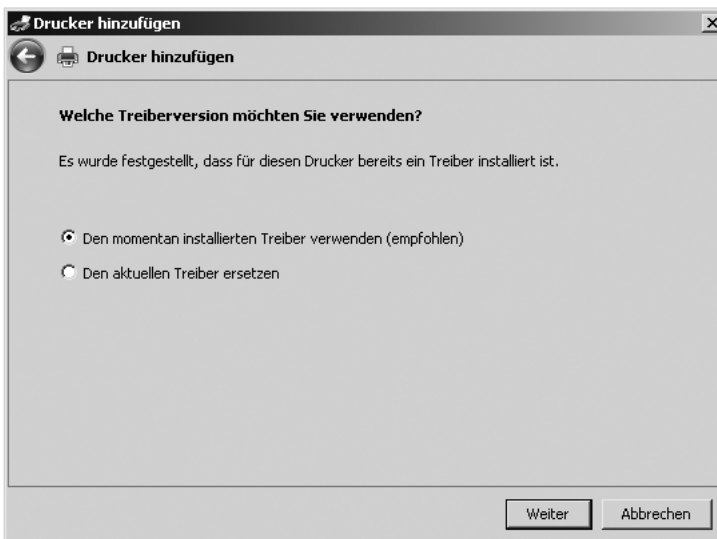 Drucker hinzufügen
Drucker hinzufügen
Welche Treiberversion möchten Sie verwenden?
Es wurde festgestellt, dass für diesen Drucker bereits ein Treiber installiert ist.
Den momentan installierten Treiber verwenden (empfohlen)
Den aktuellen Treiber ersetzen
Weiter Abbrechen